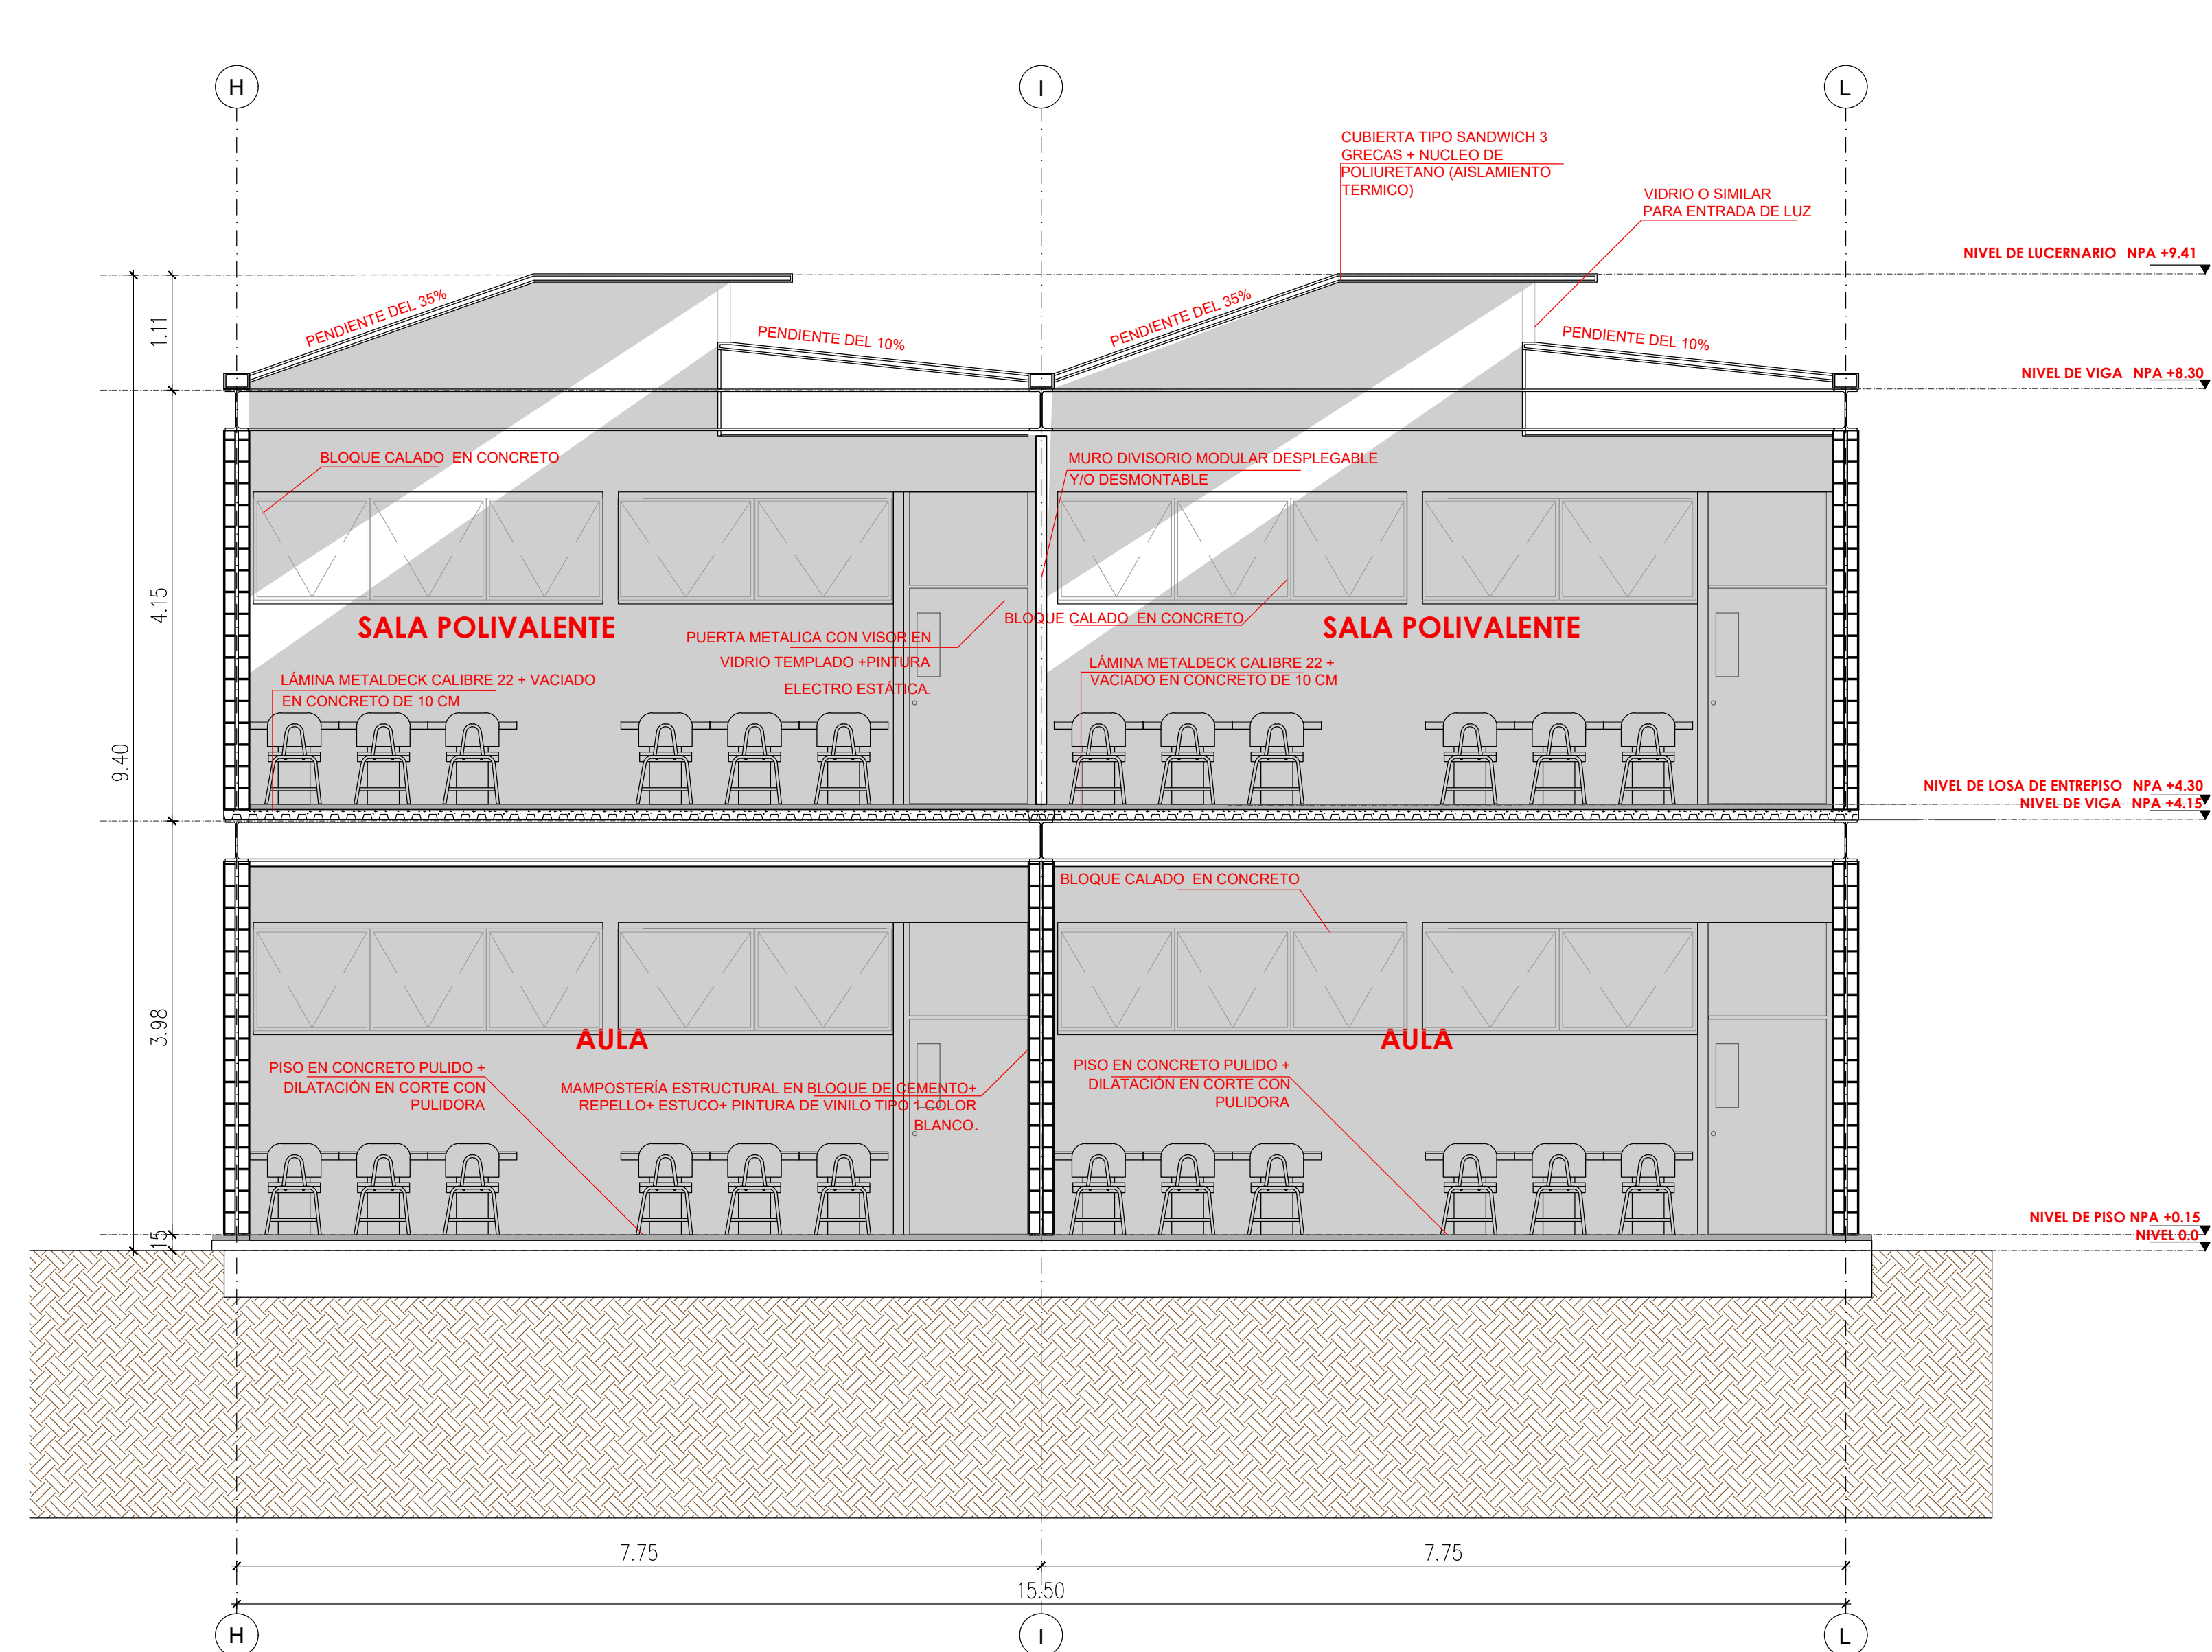 H
I
L
CUBIERTA TIPO SANDWICH 3
GRECAS + NUCLEO DE
POLIURETANO (AISLAMIENTO
TERMICO)
VIDRIO O SIMILAR
PARA ENTRADA DE LUZ
NIVEL DE LUCERNARIO NPA +9.41
PENDIENTE DEL 35%
PENDIENTE DEL 10%
PENDIENTE DEL 35%
PENDIENTE DEL 10%
1.11
NIVEL DE VIGA NPA +8.30
BLOQUE CALADO EN CONCRETO
MURO DIVISORIO MODULAR DESPLEGABLE
Y/O DESMONTABLE
4.15
SALA POLIVALENTE
BLOQUE CALADO EN CONCRETO
SALA POLIVALENTE
PUERTA METALICA CON VISOR EN
VIDRIO TEMPLADO +PINTURA
ELECTRO ESTÁTICA.
LÁMINA METALDECK CALIBRE 22 + VACIADO
EN CONCRETO DE 10 CM
LÁMINA METALDECK CALIBRE 22 +
VACIADO EN CONCRETO DE 10 CM
9.40
NIVEL DE LOSA DE ENTREPISO NPA +4.30
NIVEL DE VIGA NPA +4.15
BLOQUE CALADO EN CONCRETO
3.98
AULA
AULA
PISO EN CONCRETO PULIDO +
DILATACIÓN EN CORTE CON
PULIDORA
MAMPOSTERÍA ESTRUCTURAL EN BLOQUE DE CEMENTO+
REPELLO+ ESTUCO+ PINTURA DE VINILO TIPO 1 COLOR
BLANCO.
PISO EN CONCRETO PULIDO +
DILATACIÓN EN CORTE CON
PULIDORA
.15
NIVEL DE PISO NPA +0.15
NIVEL 0.0
7.75
7.75
15.50
H
I
L